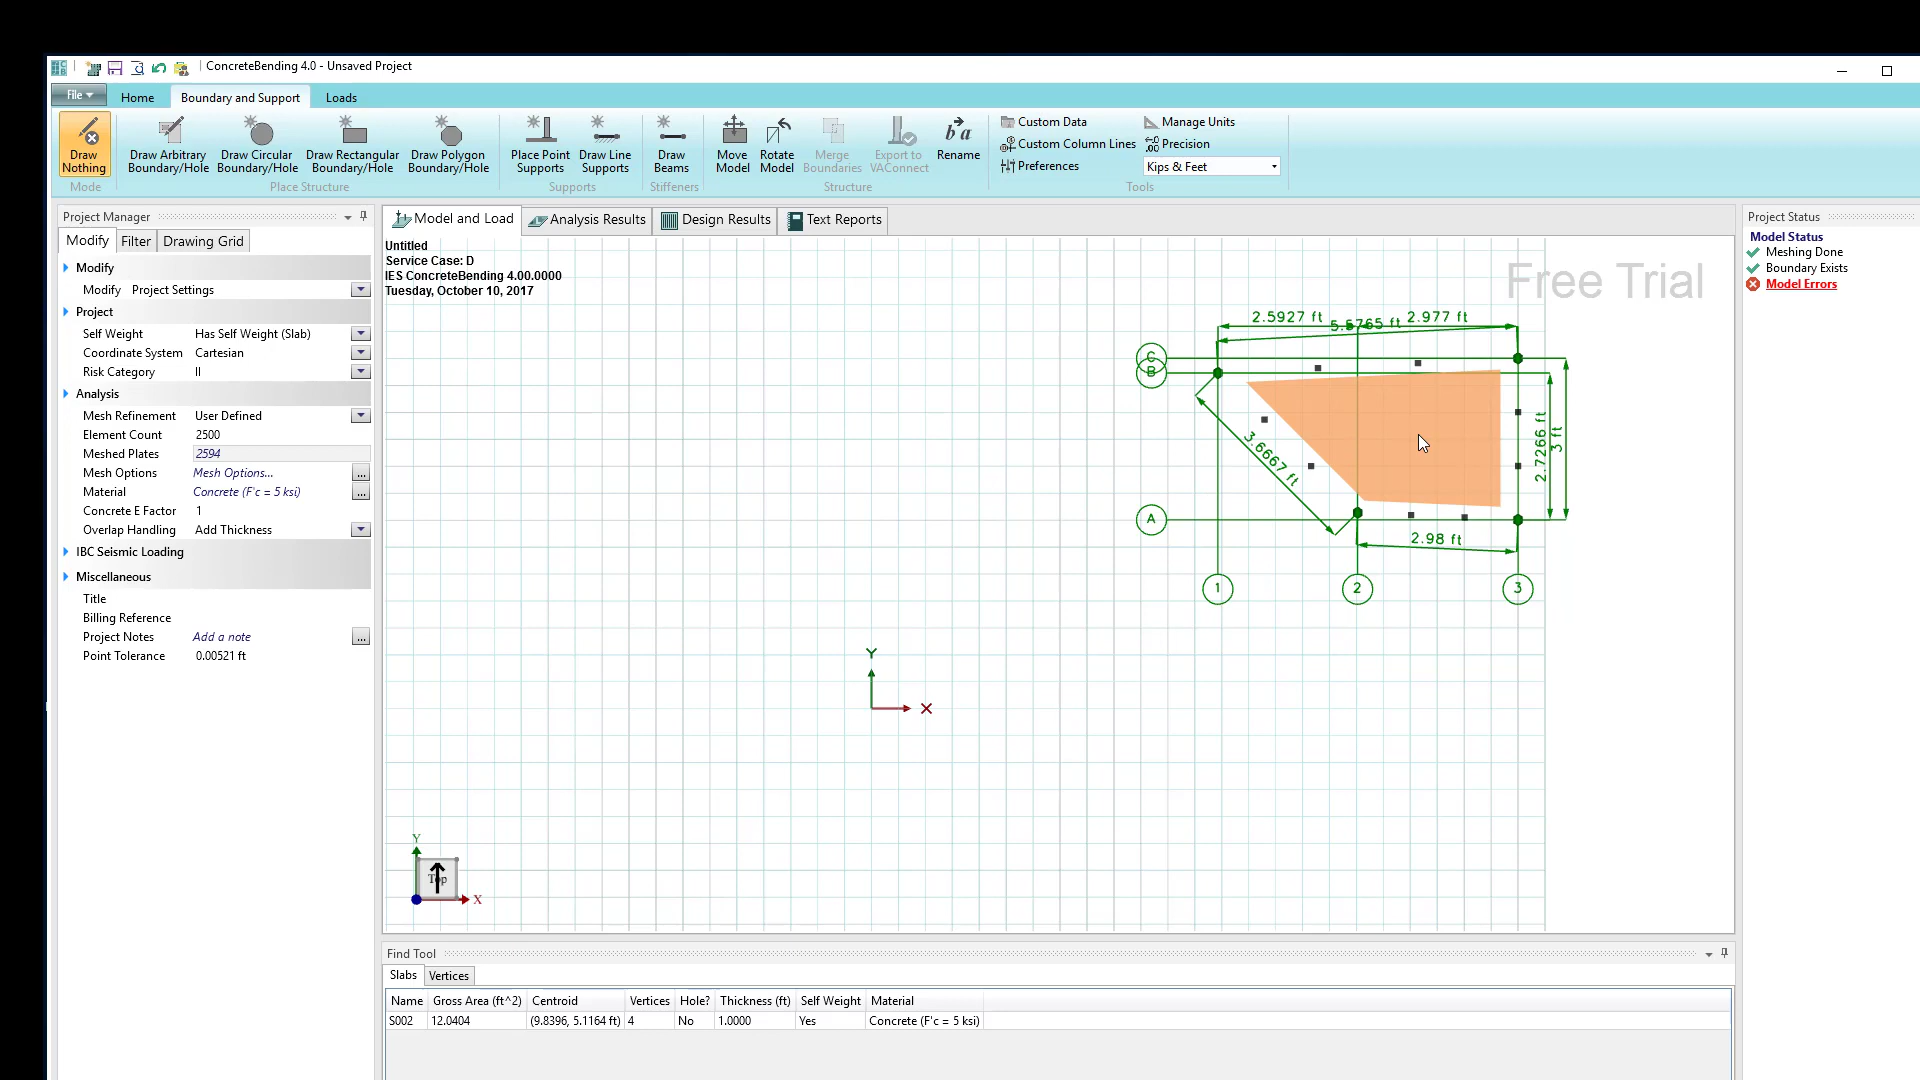 ConcreteBending 4.0 - Unsaved Project
File Home Boundary and Support Loads
Draw Nothing
Draw Arbitrary Boundary/Hole
Draw Circular Boundary/Hole
Draw Rectangular Boundary/Hole
Draw Polygon Boundary/Hole
Place Point Supports
Draw Line Supports
Draw Beams
Move Model
Rotate Model
Merge Boundaries
Export to VAConnect
b a
Rename
Custom Data
Custom Column Lines
Preferences
Manage Units
Precision
Kips & Feet
Mode Place Structure Supports Stiffeners Structure Tools
Project Manager
Modify Filter Drawing Grid
Modify
Modify Project Settings
Project
Self Weight Has Self Weight (Slab)
Coordinate System Cartesian
Risk Category II
Analysis
Mesh Refinement User Defined
Element Count 2500
Meshed Plates 2594
Mesh Options Mesh Options... ...
Material Concrete (F'c = 5 ksi) ...
Concrete E Factor 1
Overlap Handling Add Thickness
IBC Seismic Loading
Miscellaneous
Title
Billing Reference
Project Notes Add a note ...
Point Tolerance 0.00521 ft
Model and Load Analysis Results Design Results Text Reports
Untitled
Service Case: D
IES ConcreteBending 4.00.0000
Tuesday, October 10, 2017
Free Trial
2.5927 ft 5.5765 ft 2.977 ft
C
B
3.6667 ft
2.7266 ft
3 ft
A
2.98 ft
1 2 3
Y
X
Y
Top
X
Project Status
Model Status
Meshing Done
Boundary Exists
Model Errors
Find Tool
Slabs Vertices
Name Gross Area (ft^2) Centroid Vertices Hole? Thickness (ft) Self Weight Material
S002 12.0404 (9.8396, 5.1164 ft) 4 No 1.0000 Yes Concrete (F'c = 5 ksi)